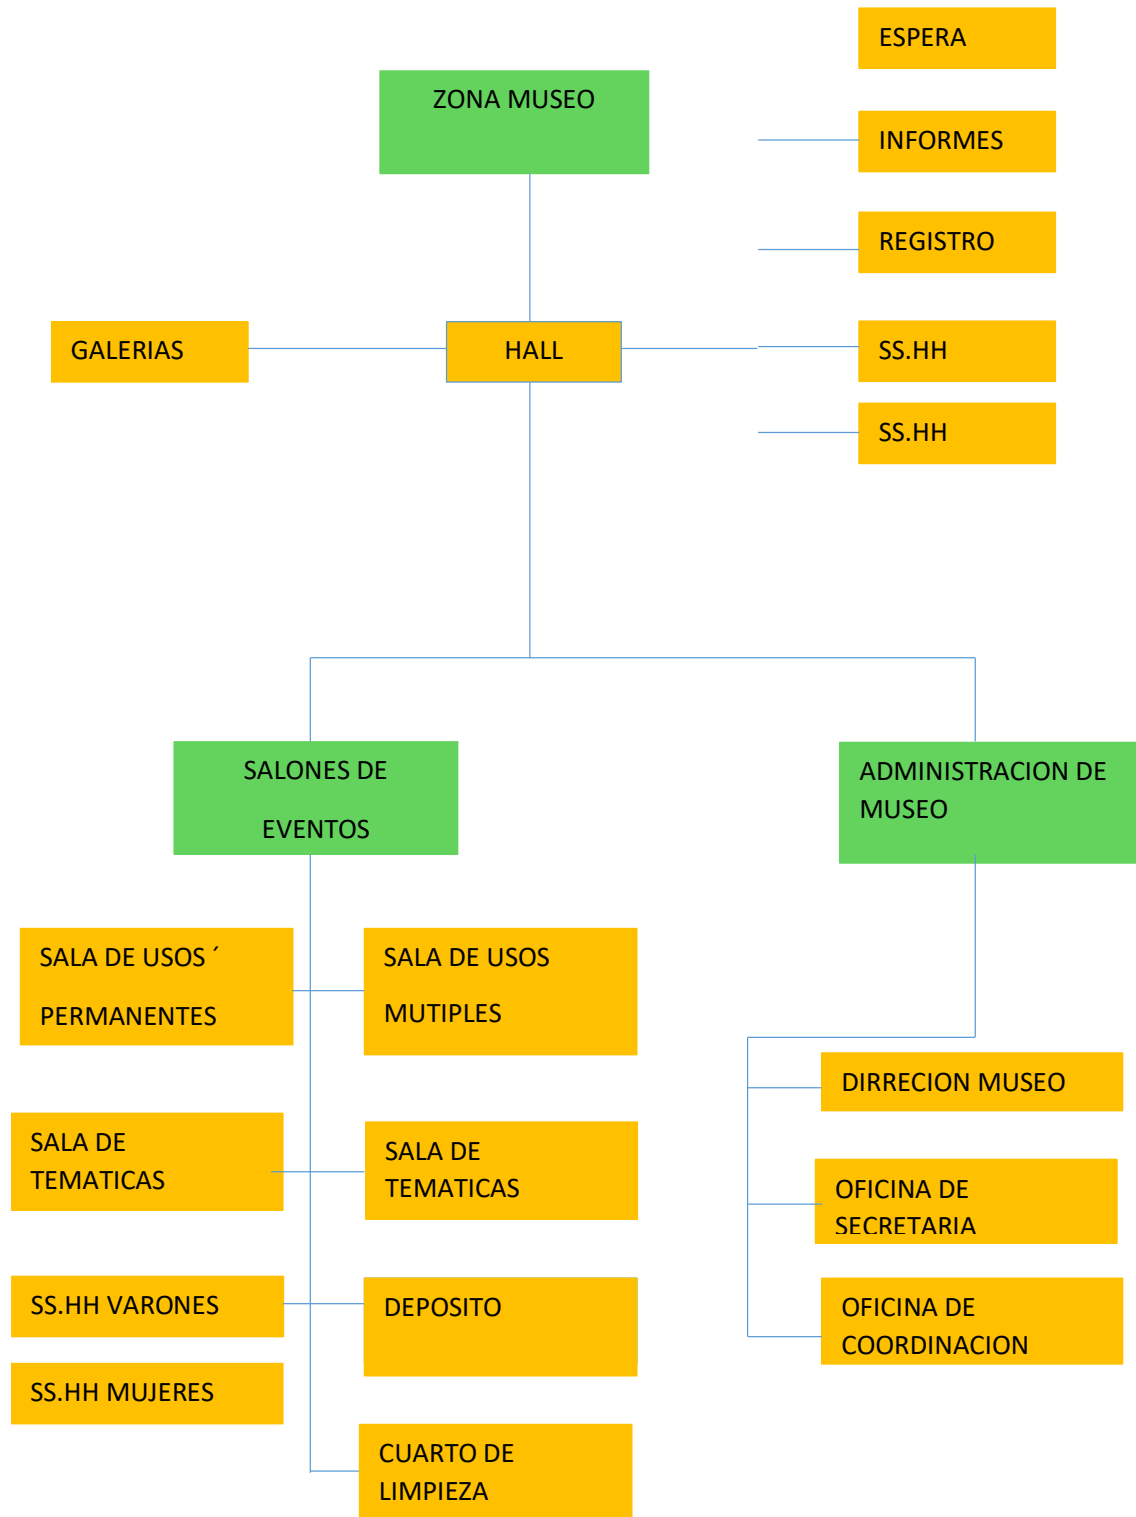 ESPERA
ZONA MUSEO
INFORMES
REGISTRO
GALERIAS
HALL
SS.HH
SS.HH
SALONES DE
EVENTOS
ADMINISTRACION DE
MUSEO
SALA DE USOS ´
PERMANENTES
SALA DE USOS
MUTIPLES
DIRRECION MUSEO
SALA DE
TEMATICAS
SALA DE
TEMATICAS
OFICINA DE
SECRETARIA
SS.HH VARONES
DEPOSITO
OFICINA DE
COORDINACION
SS.HH MUJERES
CUARTO DE
LIMPIEZA